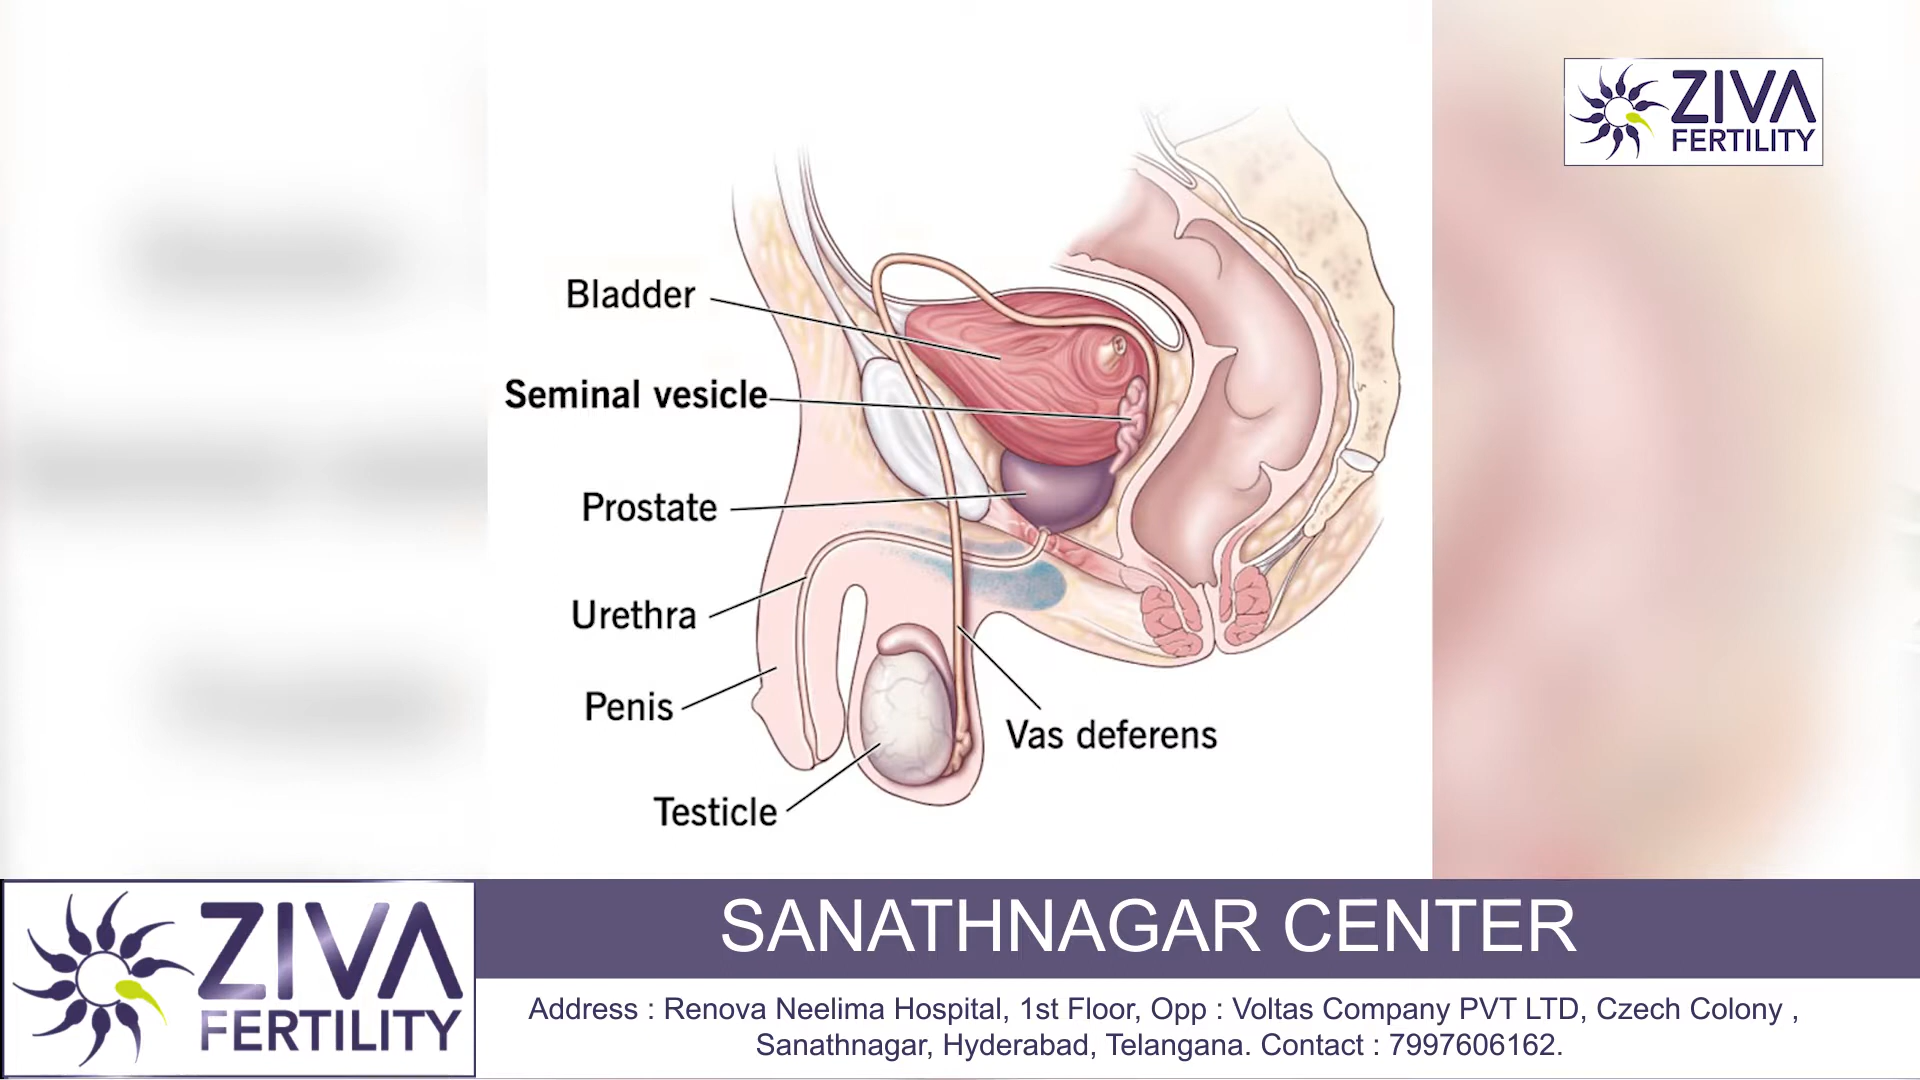 ZIVA
FERTILITY
Bladder
Seminal vesicle
Prostate
Urethra
Penis
Vas deferens
Testicle
ZIVA
FERTILITY
SANATHNAGAR CENTER
Address : Renova Neelima Hospital, 1st Floor, Opp : Voltas Company PVT LTD, Czech Colony ,
Sanathnagar, Hyderabad, Telangana. Contact : 7997606162.